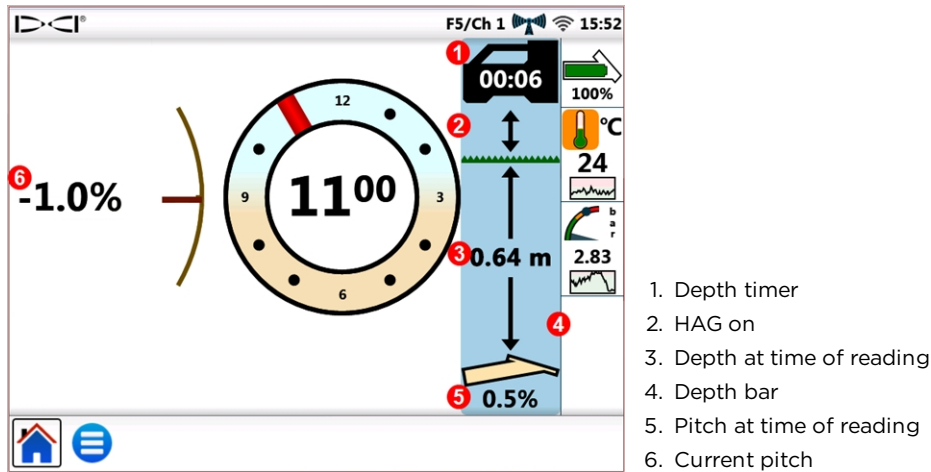 DCI®
F5/Ch 1 15:52
1
00:06
100%
12
2
°C
24
6
-1.0%
9
11⁰⁰
3
bar
2.83
3
0.64 m
6
4
5
0.5%
1. Depth timer
2. HAG on
3. Depth at time of reading
4. Depth bar
5. Pitch at time of reading
6. Current pitch